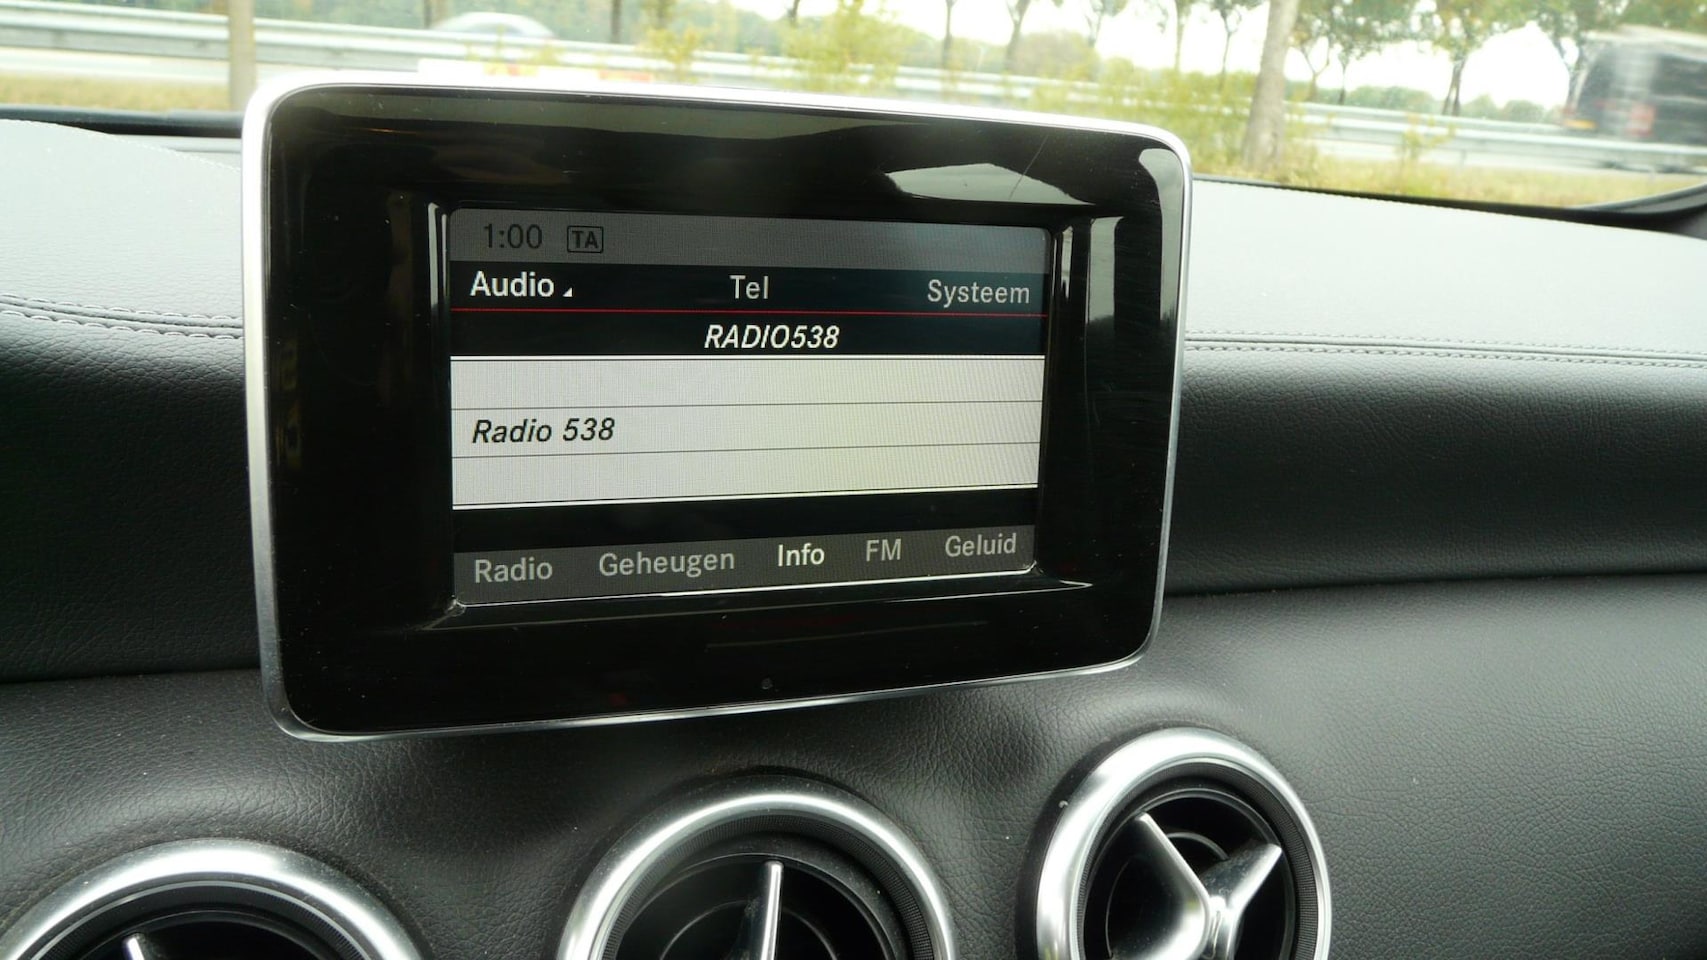 1:00 TA
Audio Tel Systeem
RADIO538
Radio 538
Radio Geheugen Info FM Geluid